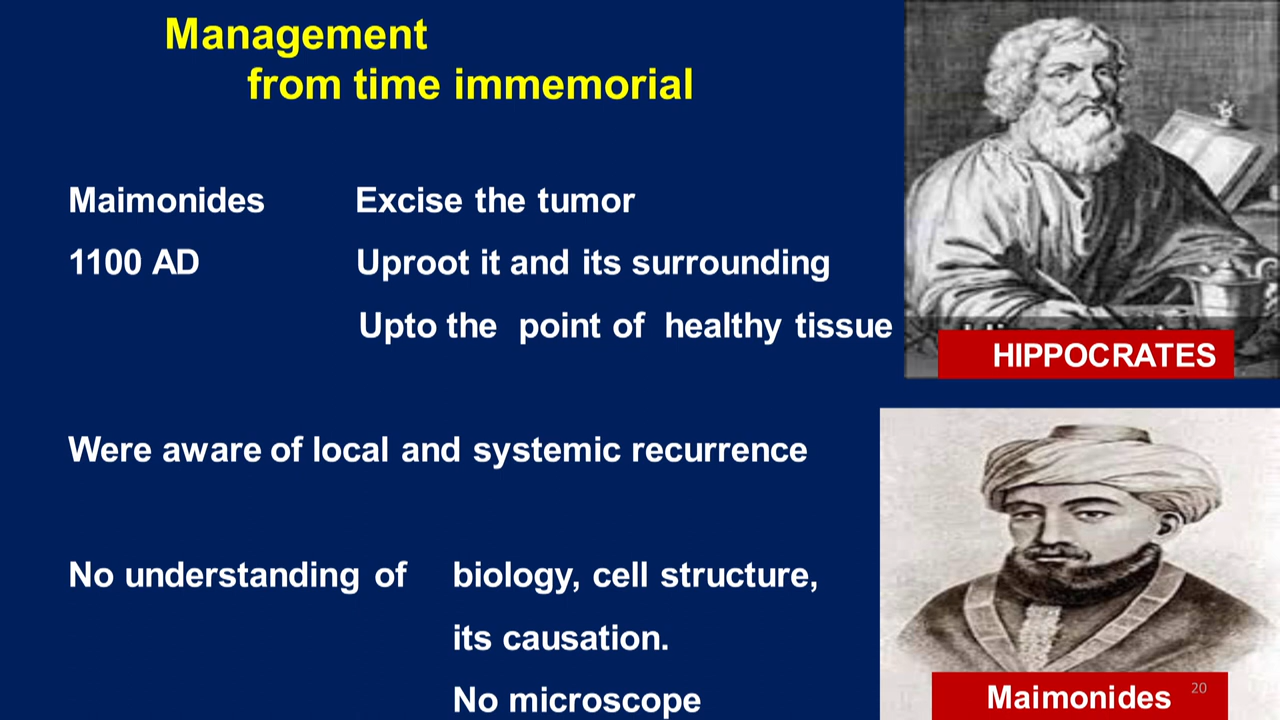 Management
from time immemorial
Maimonides Excise the tumor
1100 AD Uproot it and its surrounding
Upto the point of healthy tissue
HIPPOCRATES
Were aware of local and systemic recurrence
No understanding of biology, cell structure,
its causation.
No microscope
Maimonides
20